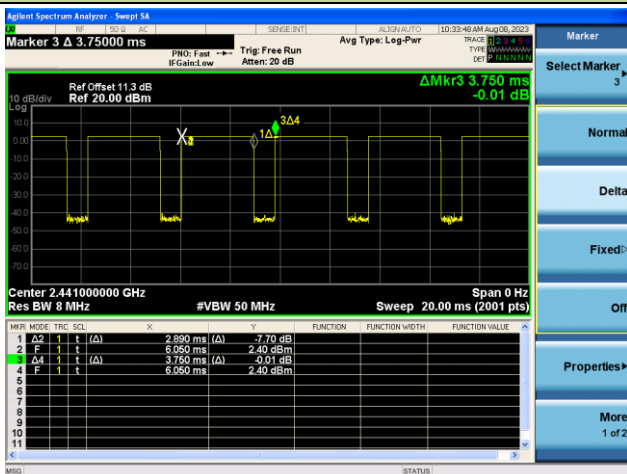 Agilent Spectrum Analyzer - Swept SA
RF 50 Ω AC SENSE:INT ALIGN AUTO 10:33:48 AM Aug 08, 2023
Marker 3 Δ 3.75000 ms
PNO: Fast
IFGain:Low
Trig: Free Run
Atten: 20 dB
Avg Type: Log-Pwr
TRACE 1 2 3 4 5 6
TYPE
DET P N N N N N
Ref Offset 11.3 dB
Ref 20.00 dBm
10 dB/div
Log
ΔMkr3 3.750 ms
-0.01 dB
10.0
0.00
-10.0
-20.0
-30.0
-40.0
-50.0
-60.0
-70.0
1Δ
3Δ4
Center 2.441000000 GHz
Span 0 Hz
Res BW 8 MHz
#VBW 50 MHz
Sweep 20.00 ms (2001 pts)
MKR MODE TRC SCL X Y FUNCTION FUNCTION WIDTH FUNCTION VALUE
1 Δ2 1 t (Δ) 2.890 ms (Δ) -7.70 dB
2 F 1 t 6.050 ms 2.40 dBm
3 Δ4 1 t (Δ) 3.750 ms (Δ) -0.01 dB
4 F 1 t 6.050 ms 2.40 dBm
5
6
7
8
9
10
11
MSG
STATUS
Marker
Select Marker
3
Normal
Delta
Fixed
Off
Properties
More
1 of 2